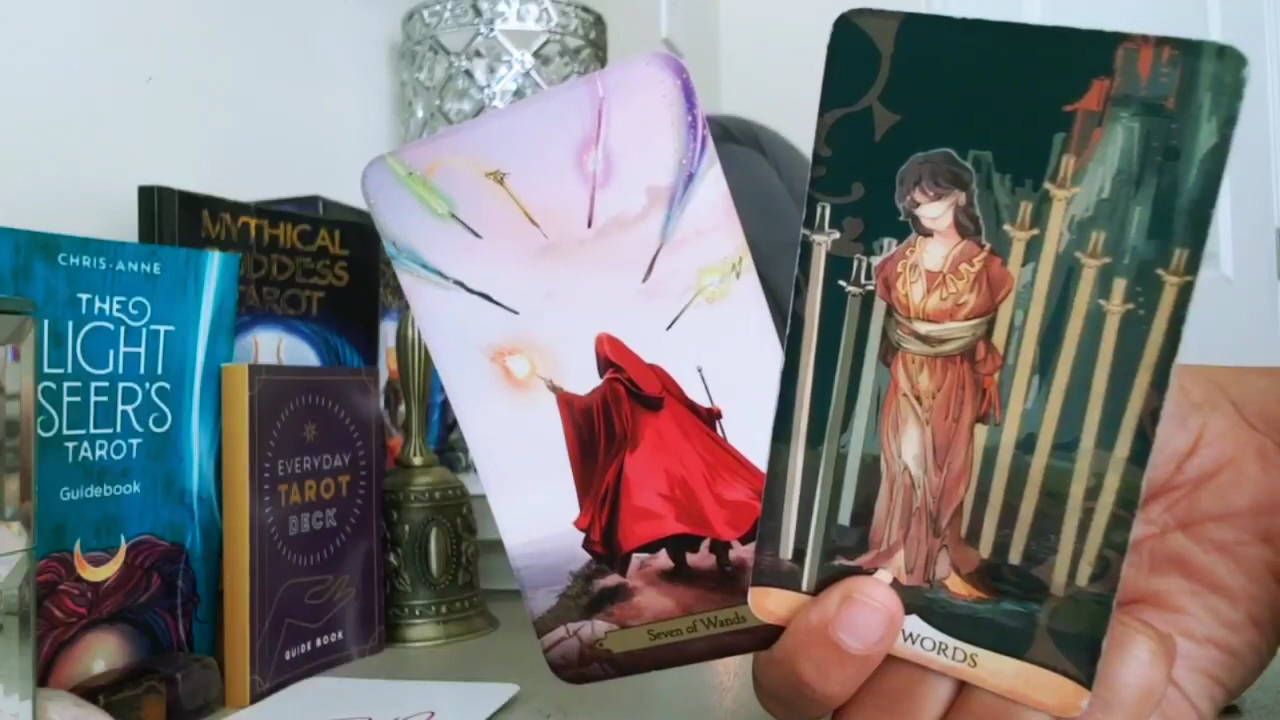 CHRIS-ANNE
THE
LIGHT
SEER'S
TAROT
Guidebook
MYTHICAL
GODDESS
TAROT
EVERYDAY
TAROT
DECK
GUIDE BOOK
Seven of Wands
WORDS